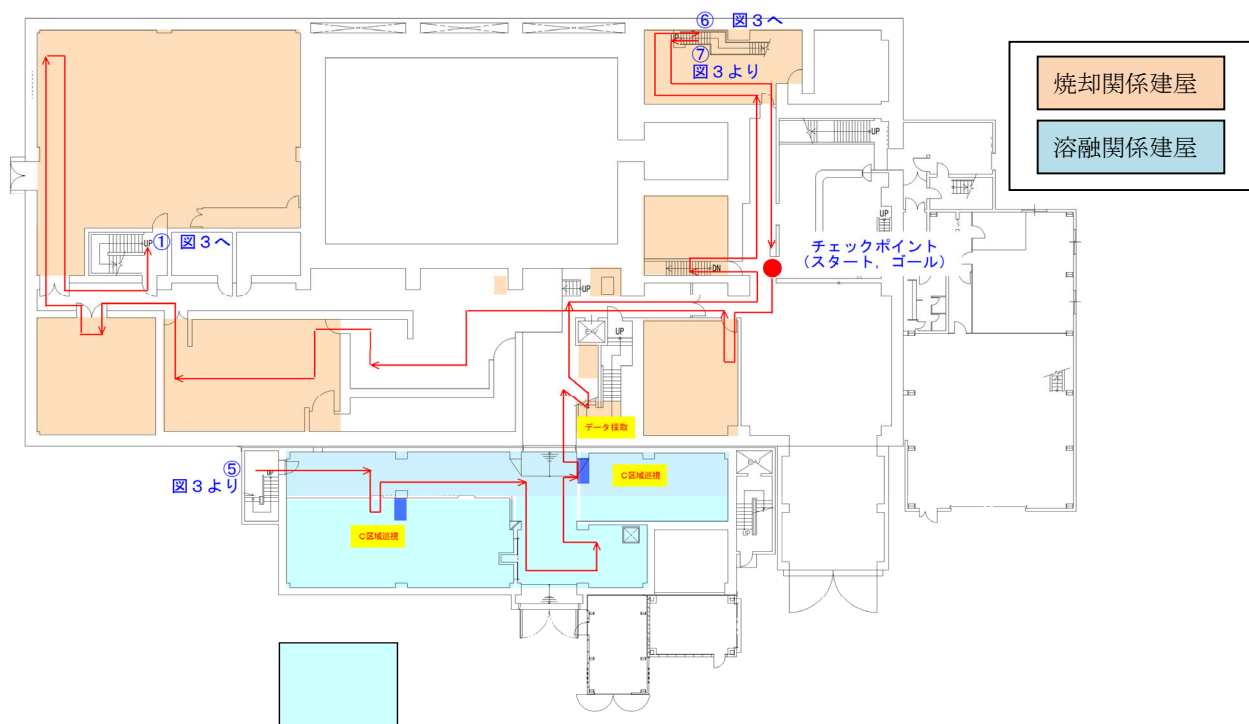 ⑥ 図3へ
UP
⑦
図3より
焼却関係建屋
溶融関係建屋
UP
UP
① 図3へ
UP
チェックポイント
(スタート,ゴール)
DN
UP
UP
データ採取
⑤
図3より
UP
C区域巡視
C区域巡視
UP